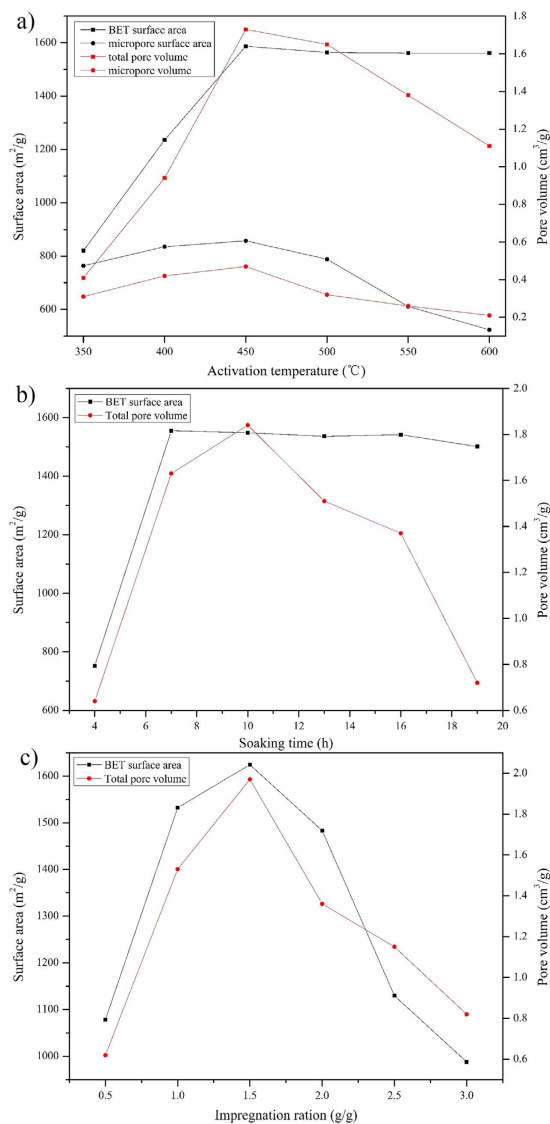 a)
BET surface area
micropore surface area
total pore volume
micropore volume
1600
1400
1200
1000
800
600
Surface area (m²/g)
1.8
1.6
1.4
1.2
1.0
0.8
0.6
0.4
0.2
Pore volume (cm³/g)
350 400 450 500 550 600
Activation temperature (℃)
b)
BET surface area
Total pore volume
1600
1500
1400
1300
1200
1100
1000
900
800
700
600
Surface area (m²/g)
2.0
1.8
1.6
1.4
1.2
1.0
0.8
0.6
Pore volume (cm³/g)
4 6 8 10 12 14 16 18 20
Soaking time (h)
c)
BET surface area
Total pore volume
1600
1500
1400
1300
1200
1100
1000
Surface area (m²/g)
2.0
1.8
1.6
1.4
1.2
1.0
0.8
0.6
Pore volume (cm³/g)
0.5 1.0 1.5 2.0 2.5 3.0
Impregnation ration (g/g)